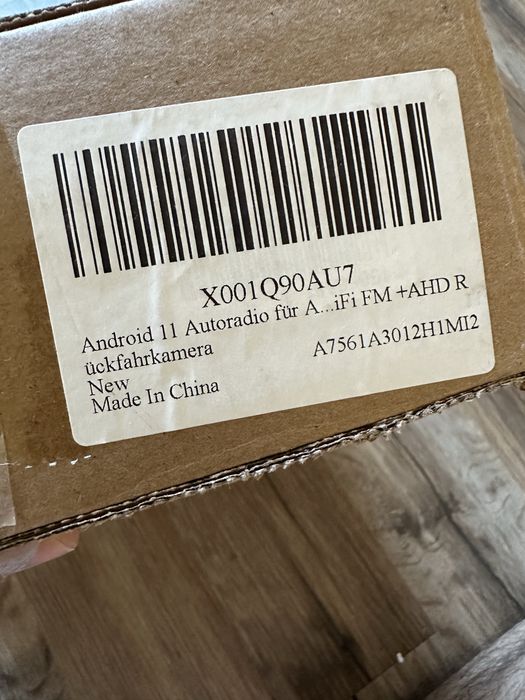 X001Q90AU7
Android 11 Autoradio für A...iFi FM +AHD R
ückfahrkamera
A7561A3012H1MI2
New
Made In China